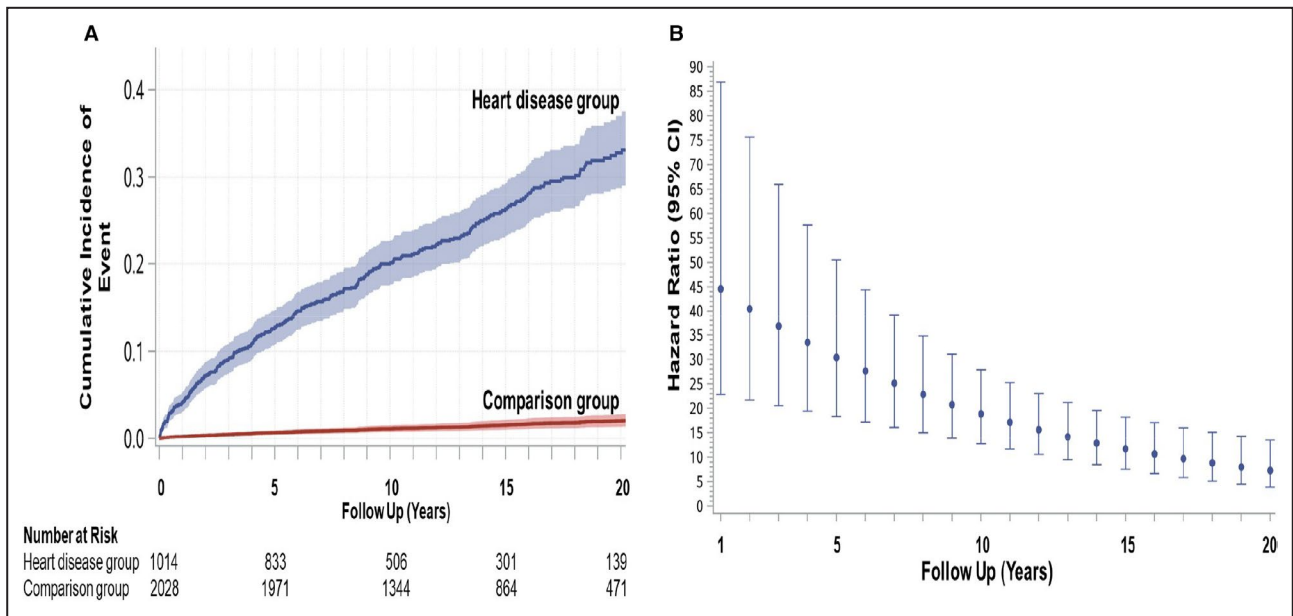 A
Cumulative Incidence of
Event
0.4
0.3
0.2
0.1
0.0
Heart disease group
Comparison group
0 5 10 15 20
Follow Up (Years)
Number at Risk
Heart disease group 1014 833 506 301 139
Comparison group 2028 1971 1344 864 471
B
Hazard Ratio (95% CI)
90
85
80
75
70
65
60
55
50
45
40
35
30
25
20
15
10
5
0
1 5 10 15 20
Follow Up (Years)